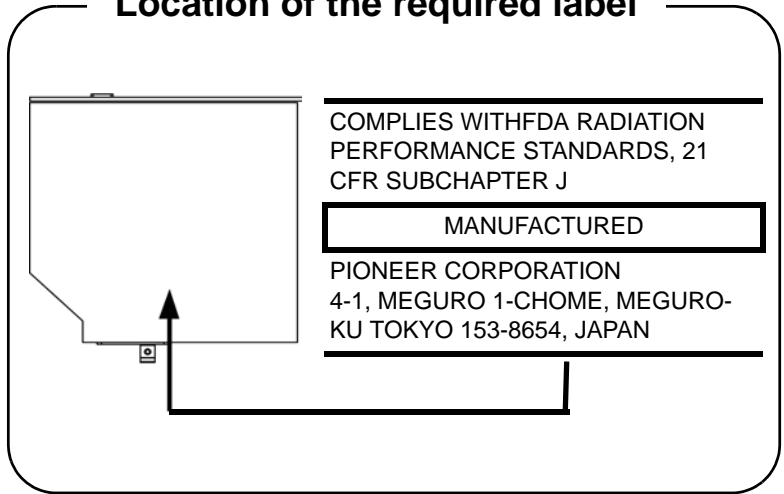 Location of the required label
COMPLIES WITHFDA RADIATION
PERFORMANCE STANDARDS, 21
CFR SUBCHAPTER J
MANUFACTURED
PIONEER CORPORATION
4-1, MEGURO 1-CHOME, MEGURO-
KU TOKYO 153-8654, JAPAN